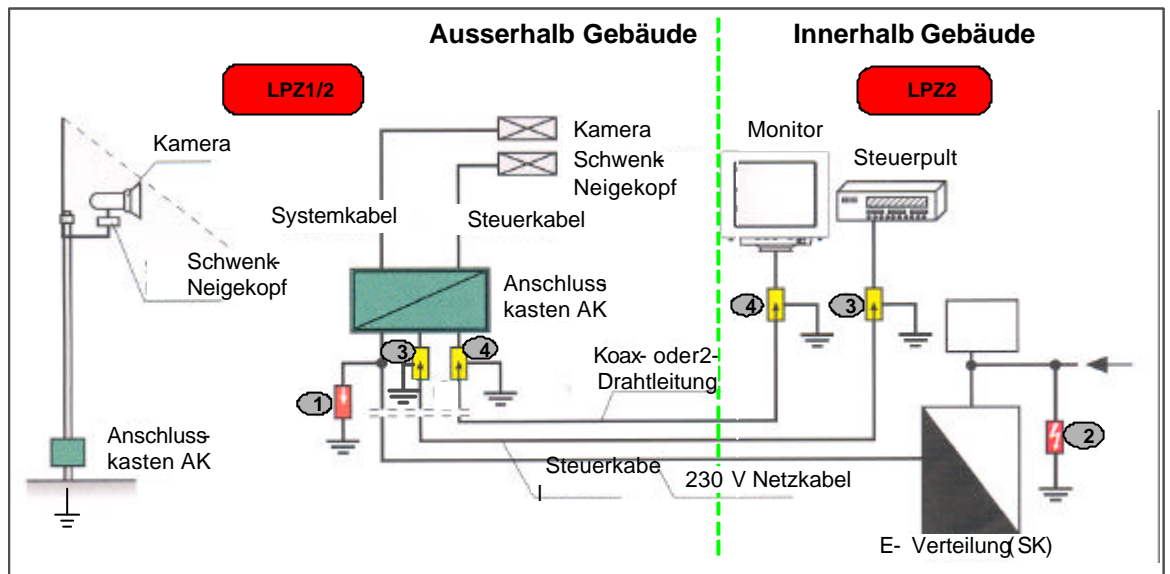 Ausserhalb Gebäude
Innerhalb Gebäude
LPZ1/2
LPZ2
Kamera
Kamera
Schwenk-
Neigekopf
Monitor
Steuerpult
Systemkabel
Steuerkabel
Schwenk-
Neigekopf
Anschluss-
kasten AK
4
3
3
4
Koax- oder2-
Drahtleitung
1
2
Anschluss-
kasten AK
Steuerkabe
l
230 V Netzkabel
E- Verteilung(SK)